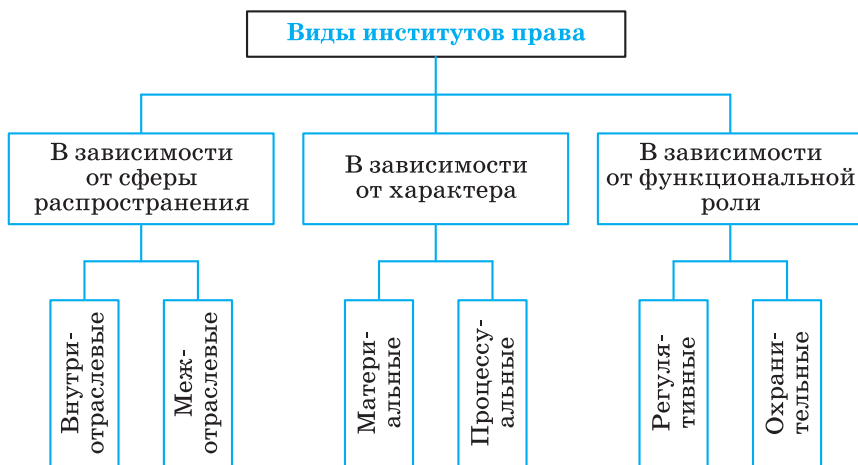 Виды институтов права
В зависимости
от сферы
распространения
В зависимости
от характера
В зависимости
от функциональной
роли
Внутри-
отраслевые
Меж-
отраслевые
Матери-
альные
Процессу-
альные
Регуля-
тивные
Охрани-
тельные